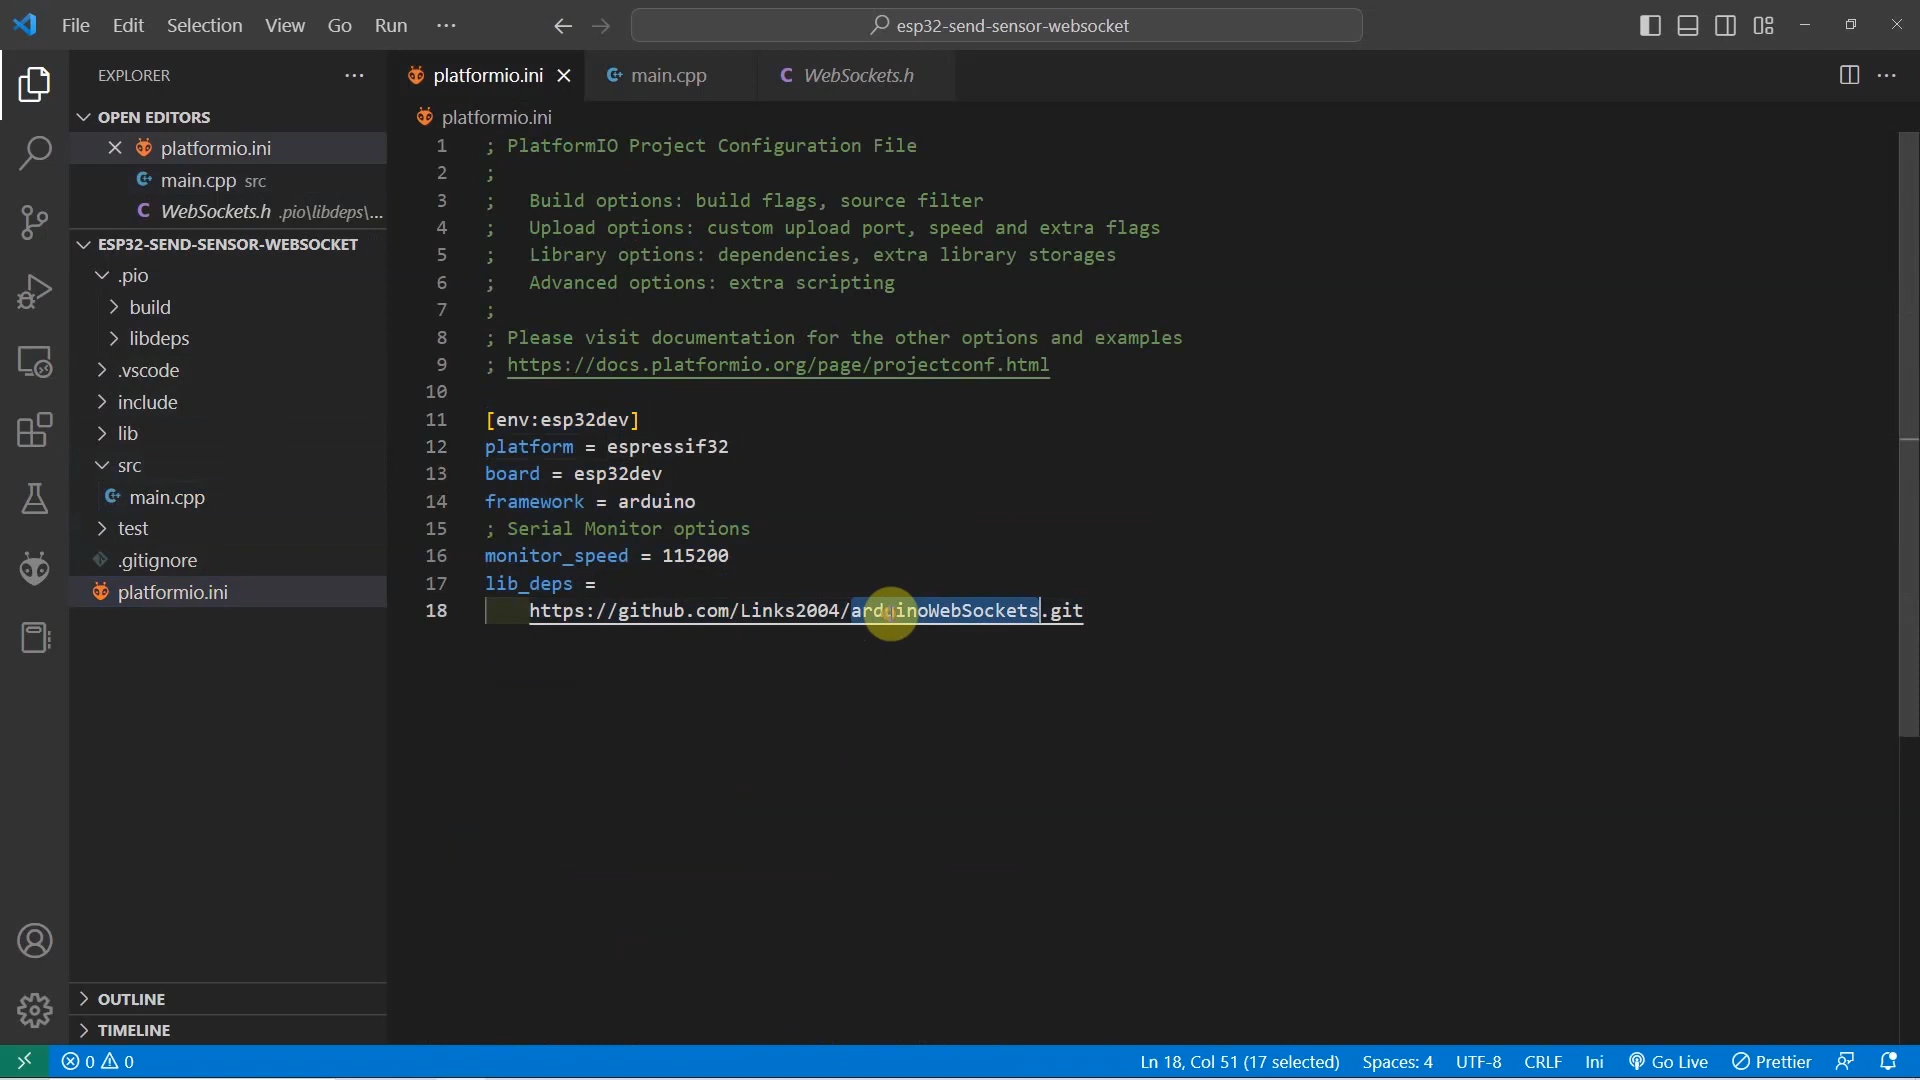 File Edit Selection View Go Run ··· esp32-send-sensor-websocket
EXPLORER ···
OPEN EDITORS
platformio.ini
main.cpp src
WebSockets.h .pio\libdeps\...
ESP32-SEND-SENSOR-WEBSOCKET
.pio
build
libdeps
.vscode
include
lib
src
main.cpp
test
.gitignore
platformio.ini
OUTLINE
TIMELINE
platformio.ini main.cpp C WebSockets.h
platformio.ini
1 ; PlatformIO Project Configuration File
2 ;
3 ;   Build options: build flags, source filter
4 ;   Upload options: custom upload port, speed and extra flags
5 ;   Library options: dependencies, extra library storages
6 ;   Advanced options: extra scripting
7 ;
8 ; Please visit documentation for the other options and examples
9 ; https://docs.platformio.org/page/projectconf.html
10
11 [env:esp32dev]
12 platform = espressif32
13 board = esp32dev
14 framework = arduino
15 ; Serial Monitor options
16 monitor_speed = 115200
17 lib_deps =
18     https://github.com/Links2004/arduinoWebSockets.git
0 0 Ln 18, Col 51 (17 selected) Spaces: 4 UTF-8 CRLF Ini Go Live Prettier